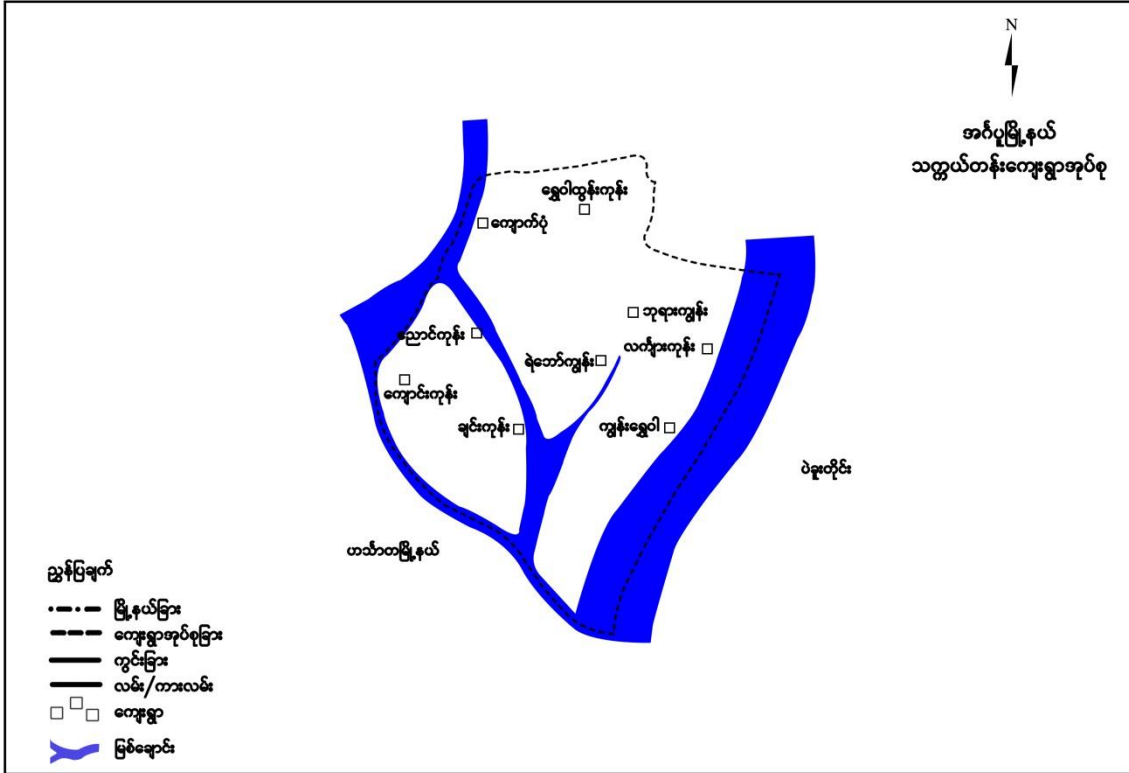 N
အင်္ဂပူမြို့နယ်
သက္ကယ်တန်းကျေးရွာအုပ်စု
ရွှေဝါထွန်းကုန်း
ကျောက်ပုံ
ဘုရားကျွန်း
ညောင်ကုန်း
လင်္ကျားကုန်း
ရဲဘော်ကျွန်း
ကျောင်းကုန်း
ချင်းကုန်း
ကျွန်းရွှေဝါ
ပဲခူးတိုင်း
ဟင်္သာတမြို့နယ်
ညွှန်ပြချက်
မြို့နယ်ခြား
ကျေးရွာအုပ်စုခြား
ကွင်းခြား
လမ်း/ကားလမ်း
ကျေးရွာ
မြစ်ချောင်း